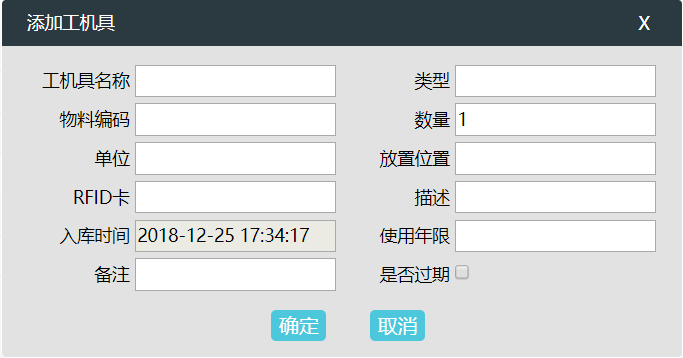 添加工机具 X
工机具名称 类型
物料编码 数量 1
单位 放置位置
RFID卡 描述
入库时间 2018-12-25 17:34:17 使用年限
备注 是否过期
确定 取消